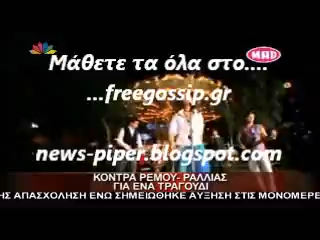 MAD
Μάθετε τα όλα στο....
...freegossip.gr
news-piper.blogspot.com
ΚΟΝΤΡΑ ΡΕΜΟΥ- ΡΑΛΛΙΑΣ
ΓΙΑ ΕΝΑ ΤΡΑΓΟΥΔΙ
ΗΣ ΑΠΑΣΧΟΛΗΣΗ ΕΝΩ ΣΗΜΕΙΩΘΗΚΕ ΑΥΞΗΣΗ ΣΤΙΣ ΜΟΝΟΜΕΡΕ